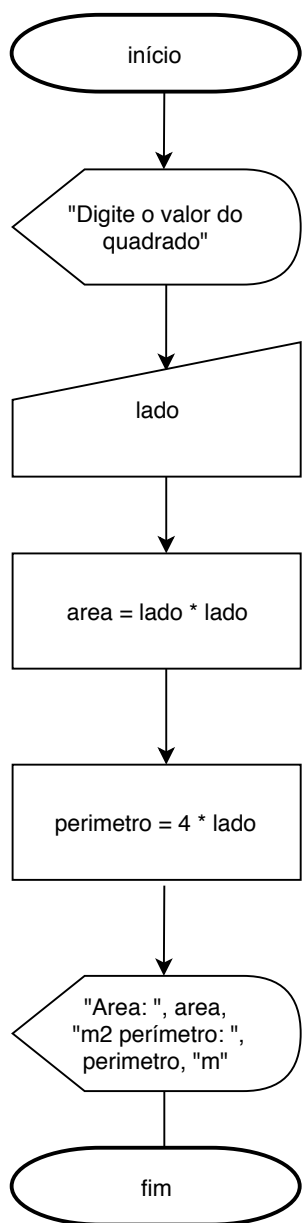 início
"Digite o valor do
quadrado"
lado
area = lado * lado
perimetro = 4 * lado
"Area: ", area,
"m2 perímetro: ",
perimetro, "m"
fim